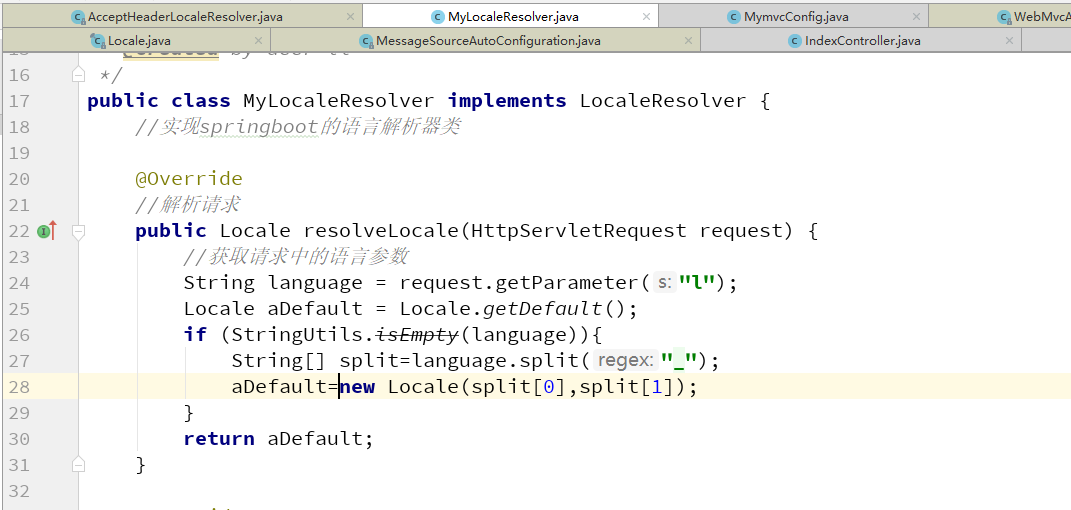 AcceptHeaderLocaleResolver.java MyLocaleResolver.java MymvcConfig.java WebMvcA
Locale.java MessageSourceAutoConfiguration.java IndexController.java
16 */
17 public class MyLocaleResolver implements LocaleResolver {
18 //实现springboot的语言解析器类
19
20 @Override
21 //解析请求
22 public Locale resolveLocale(HttpServletRequest request) {
23 //获取请求中的语言参数
24 String language = request.getParameter( s: "l");
25 Locale aDefault = Locale.getDefault();
26 if (StringUtils.isEmpty(language)){
27 String[] split=language.split( regex: "_");
28 aDefault=new Locale(split[0],split[1]);
29 }
30 return aDefault;
31 }
32